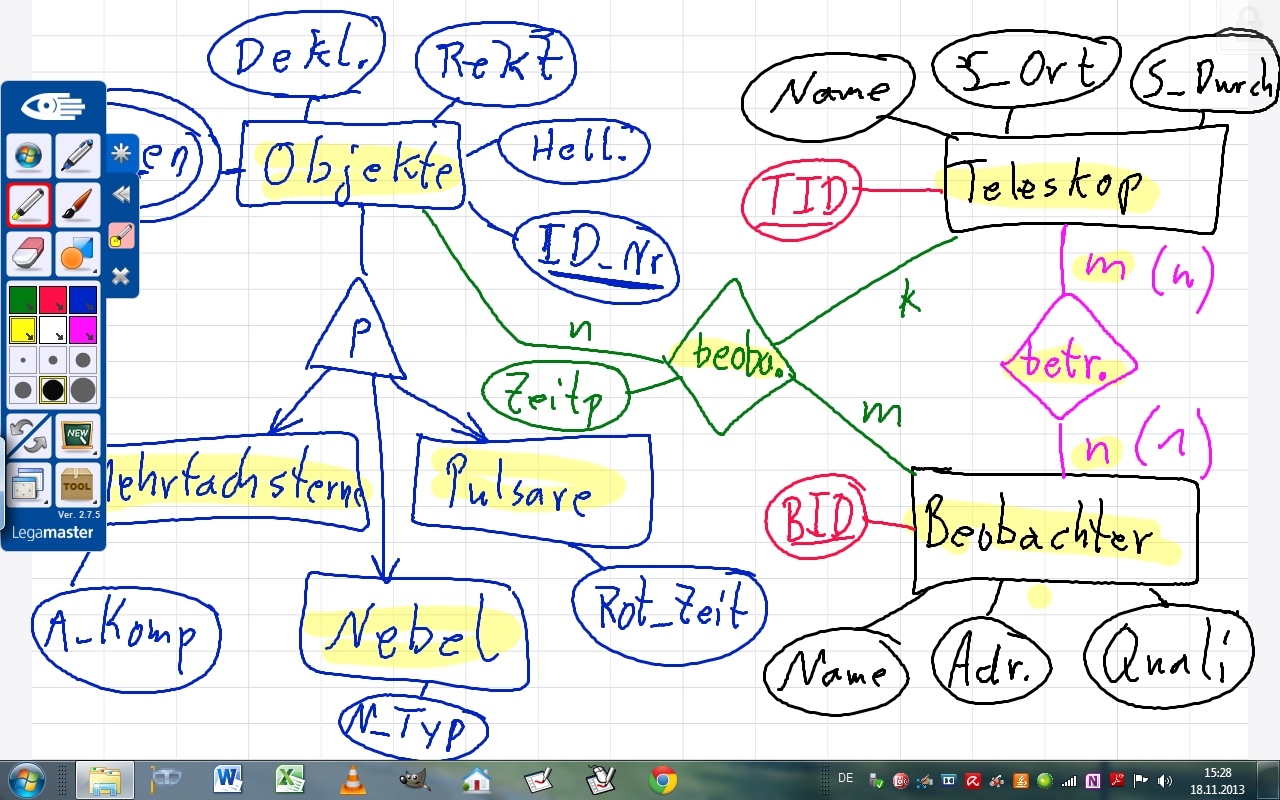 Dekl.
Rekt
S_Ort
S_Durch
Name
en
Objekte
Hell.
TID
Teleskop
ID_Nr
m (n)
k
P
n
beoba.
betr.
Zeitp
m
n (1)
Mehrfachsterne
Pulsare
BID
Beobachter
NEW
TOOL
Ver. 2.7.5
Legamaster
A_Komp
Nebel
Rot_Zeit
Name
Adr.
Quali
N_Typ
DE
15:28
18.11.2013